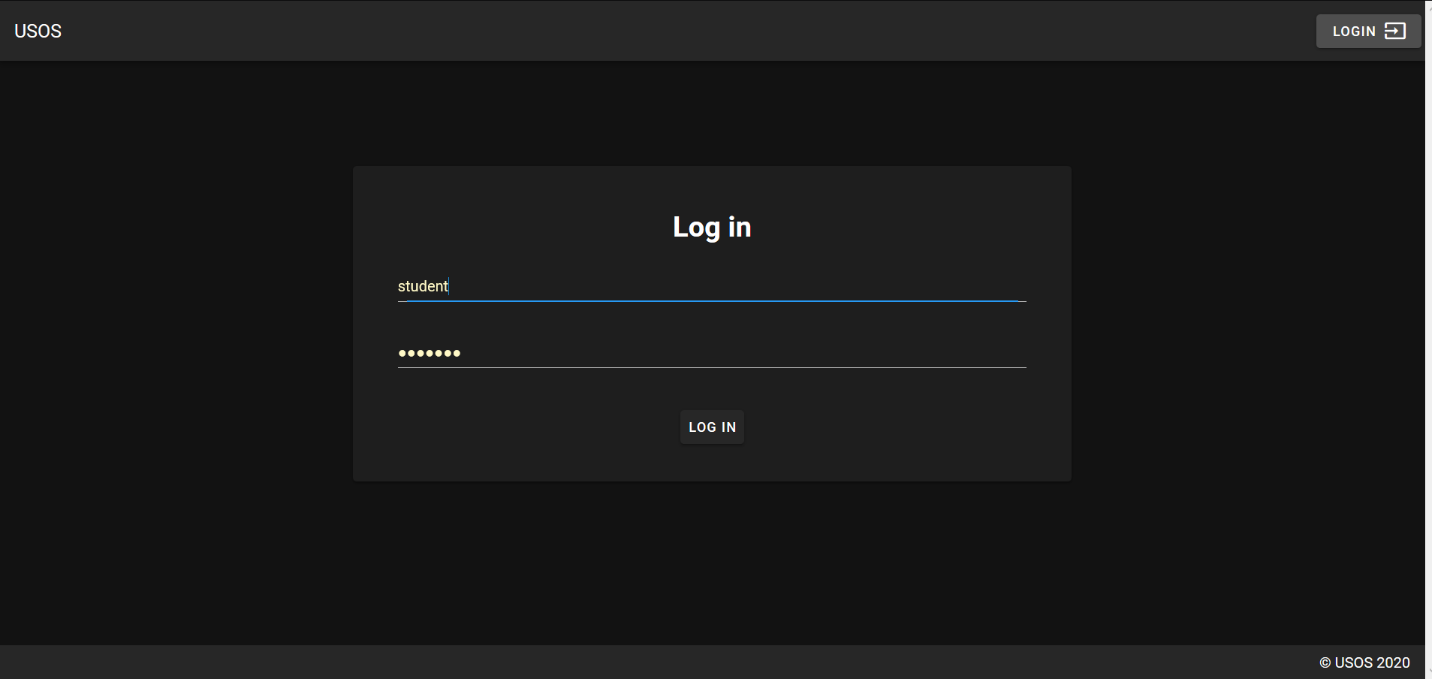 USOS
LOGIN
Log in
student
•••••••
LOG IN
© USOS 2020